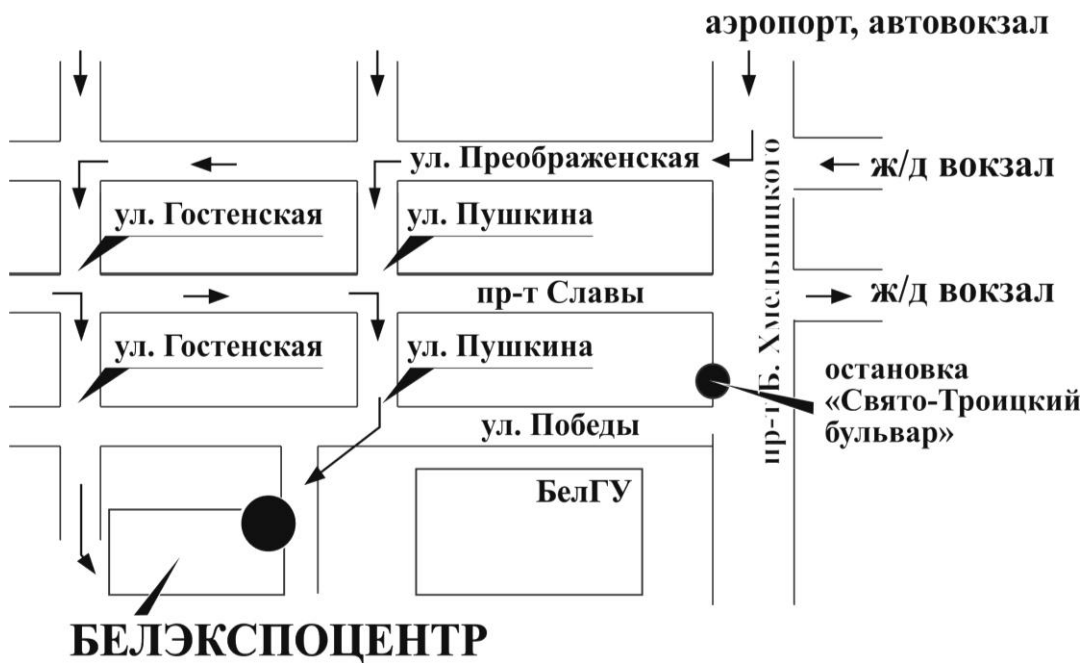 аэропорт, автовокзал
ул. Преображенская
ж/д вокзал
ул. Гостенская
ул. Пушкина
пр-т Б. Хмельницкого
пр-т Славы
ж/д вокзал
ул. Гостенская
ул. Пушкина
остановка
«Свято-Троицкий
бульвар»
ул. Победы
БелГУ
БЕЛЭКСПОЦЕНТР